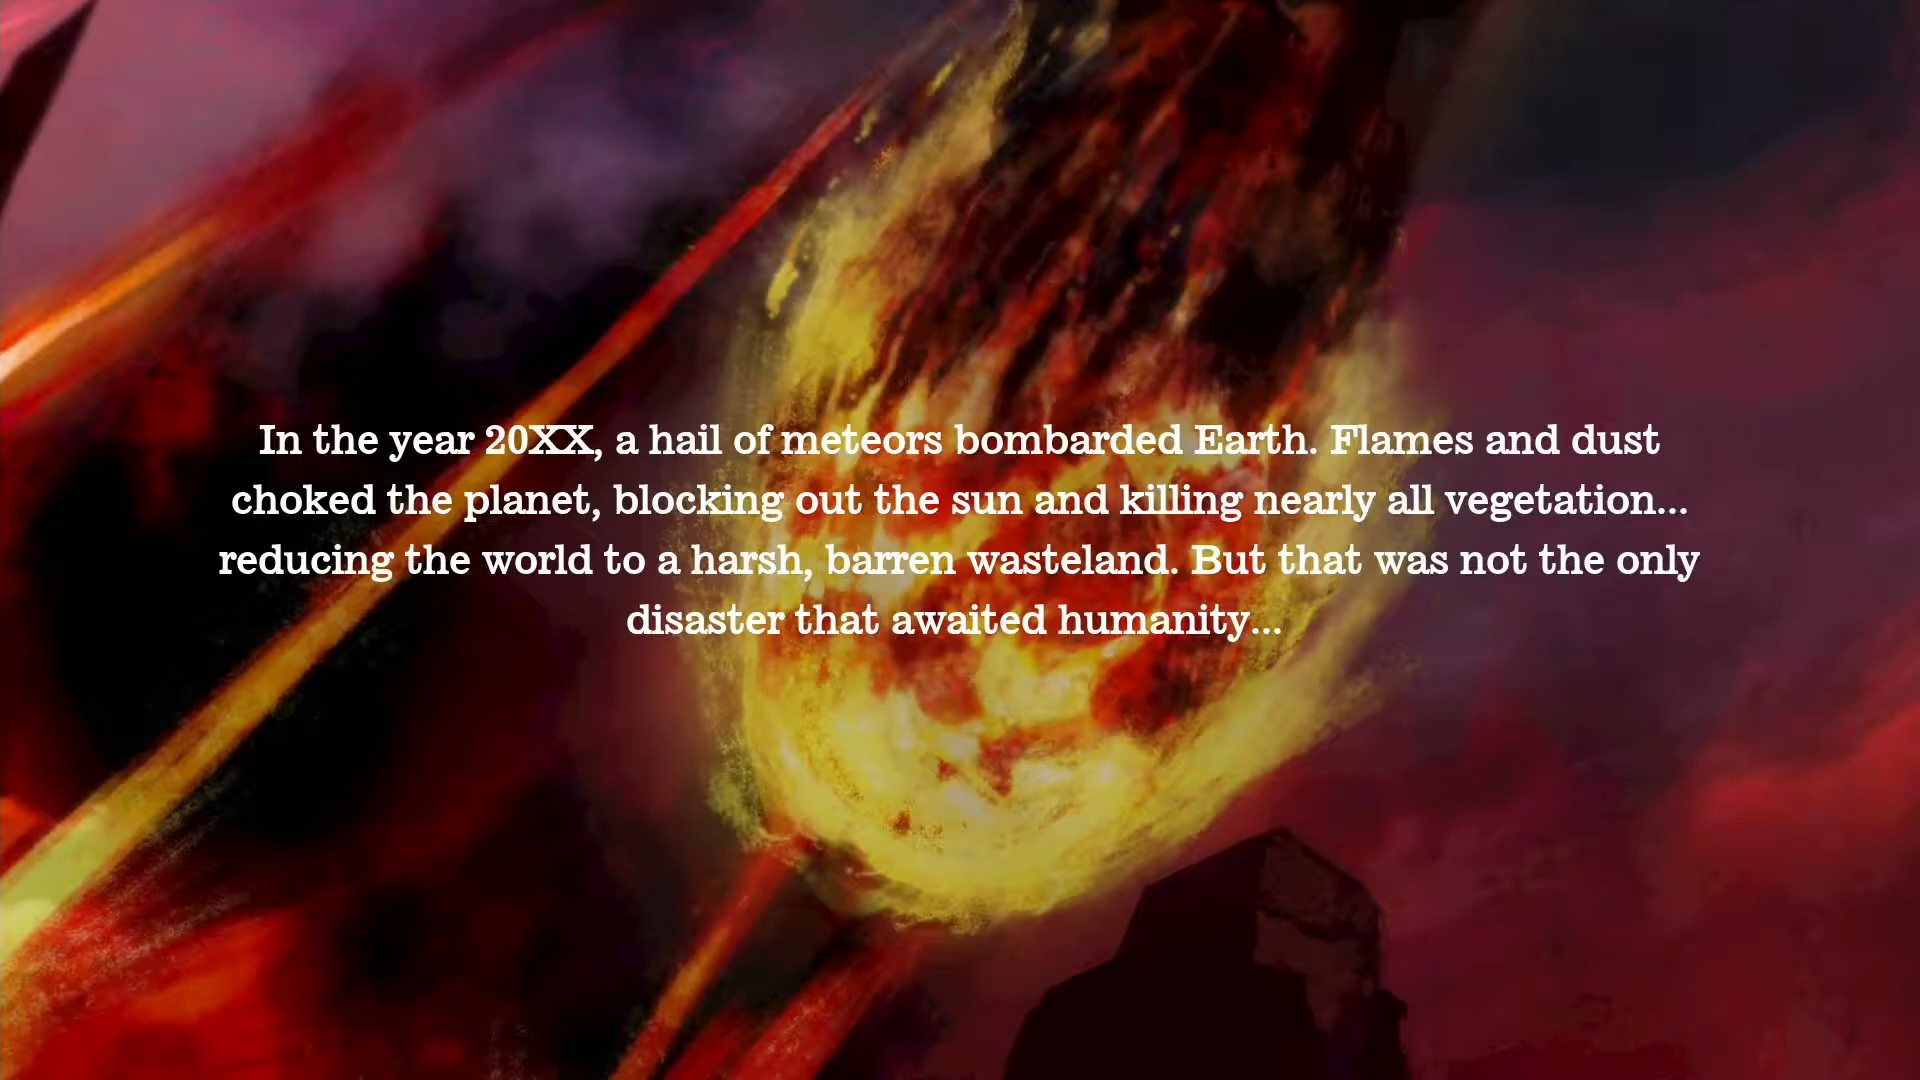 In the year 20XX, a hail of meteors bombarded Earth. Flames and dust
choked the planet, blocking out the sun and killing nearly all vegetation...
reducing the world to a harsh, barren wasteland. But that was not the only
disaster that awaited humanity...